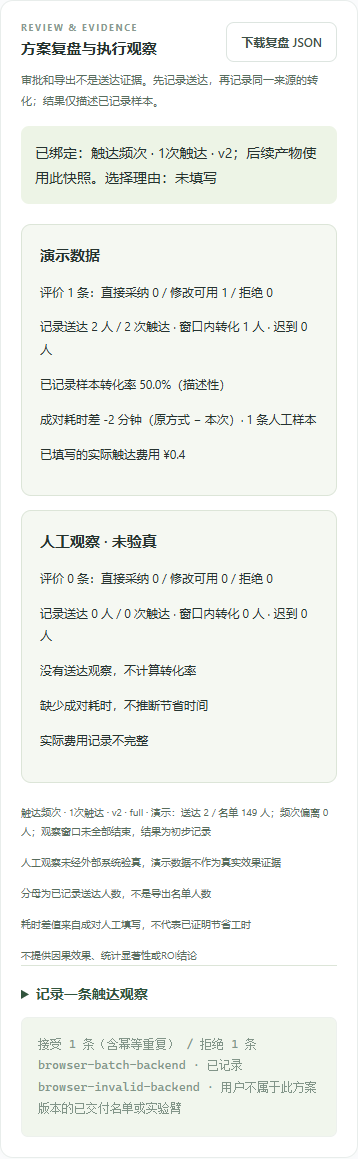 REVIEW & EVIDENCE
方案复盘与执行观察
下载复盘 JSON
审批和导出不是送达证据。先记录送达，再记录同一来源的转
化；结果仅描述已记录样本。
已绑定：触达频次 · 1次触达 · v2；后续产物使
用此快照。选择理由：未填写
演示数据
评价 1 条：直接采纳 0 / 修改可用 1 / 拒绝 0
记录送达 2 人 / 2 次触达 · 窗口内转化 1 人 · 迟到 0
人
已记录样本转化率 50.0%（描述性）
成对耗时差 -2 分钟（原方式 − 本次）· 1 条人工样本
已填写的实际触达费用 ¥0.4
人工观察 · 未验真
评价 0 条：直接采纳 0 / 修改可用 0 / 拒绝 0
记录送达 0 人 / 0 次触达 · 窗口内转化 0 人 · 迟到 0
人
没有送达观察，不计算转化率
缺少成对耗时，不推断节省时间
实际费用记录不完整
触达频次 · 1次触达 · v2 · full · 演示：送达 2 / 名单 149 人；频次偏离 0
人；观察窗口未全部结束，结果为初步记录
人工观察未经外部系统验真，演示数据不作为真实效果证据
分母为已记录送达人数，不是导出名单人数
耗时差值来自成对人工填写，不代表已证明节省工时
不提供因果效果、统计显著性或ROI结论
▶ 记录一条触达观察
接受 1 条（含幂等重复） / 拒绝 1 条
browser-batch-backend · 已记录
browser-invalid-backend · 用户不属于此方案
版本的已交付名单或实验臂